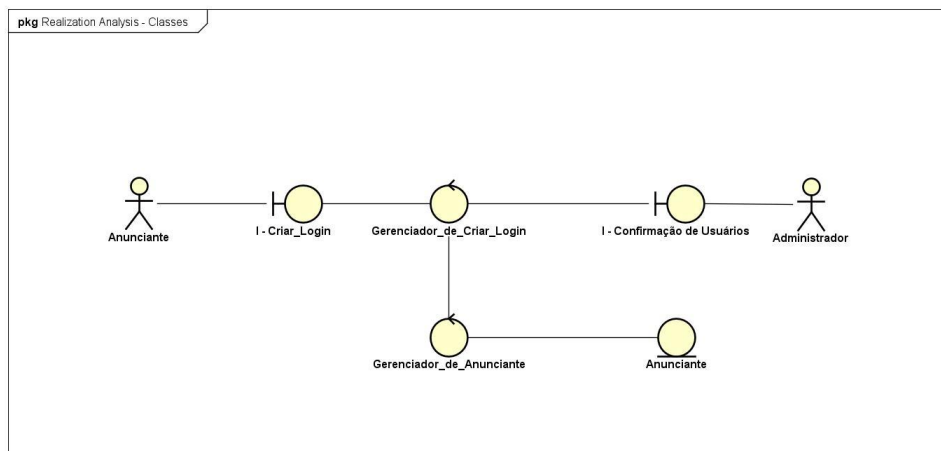 pkg Realization Analysis - Classes
Anunciante
I - Criar_Login
Gerenciador_de_Criar_Login
I - Confirmação de Usuários
Administrador
Gerenciador_de_Anunciante
Anunciante